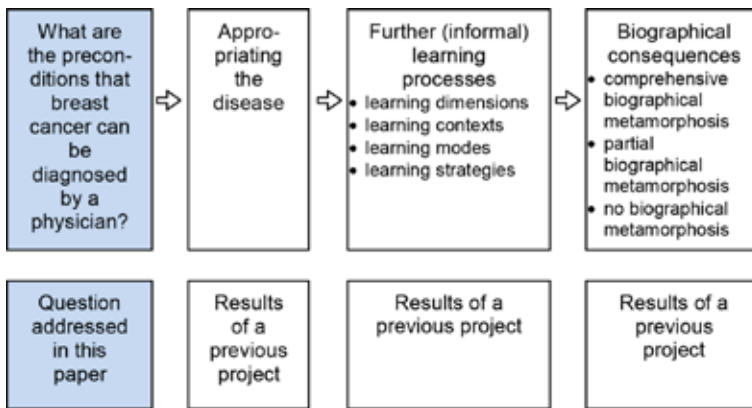 What are
the precon-
ditions that
breast
cancer can
be
diagnosed
by a
physician?
Appro-
priating
the
disease
Further (informal)
learning
processes
• learning dimensions
• learning contexts
• learning modes
• learning strategies
Biographical
consequences
• comprehensive
biographical
metamorphosis
• partial
biographical
metamorphosis
• no biographical
metamorphosis
Question
addressed
in this
paper
Results
of a
previous
project
Results of a
previous project
Results of a
previous
project